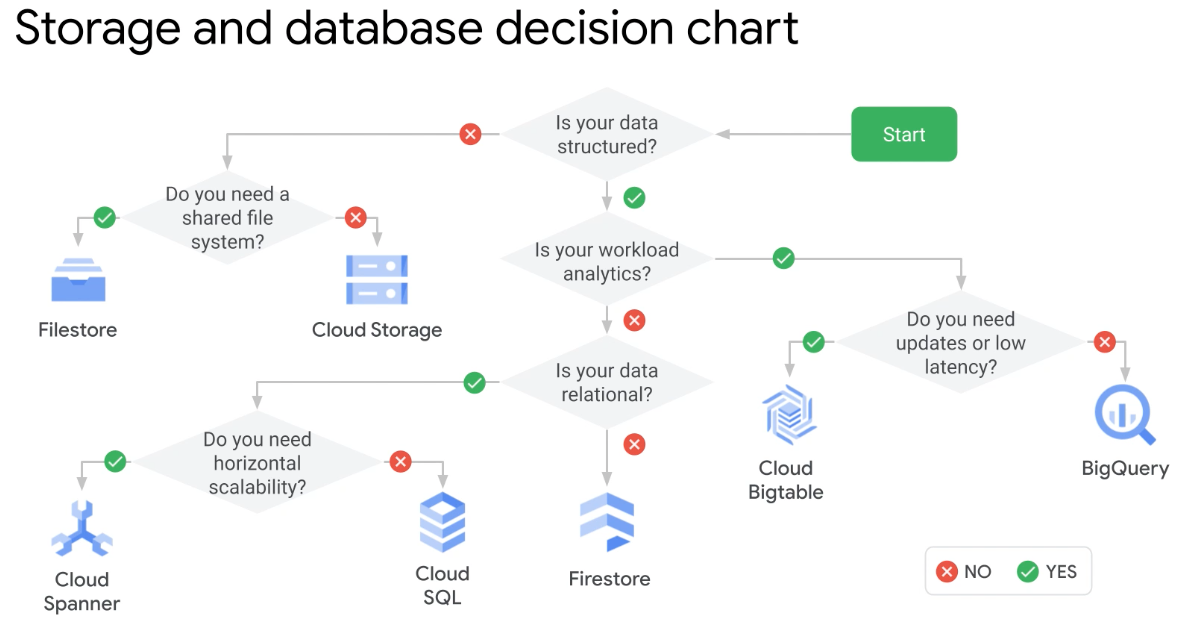 Storage and database decision chart
Start
Is your data
structured?
Do you need a
shared file
system?
Filestore
Cloud Storage
Is your workload
analytics?
Do you need
updates or low
latency?
Cloud
Bigtable
BigQuery
Is your data
relational?
Do you need
horizontal
scalability?
Cloud
Spanner
Cloud
SQL
Firestore
NO
YES